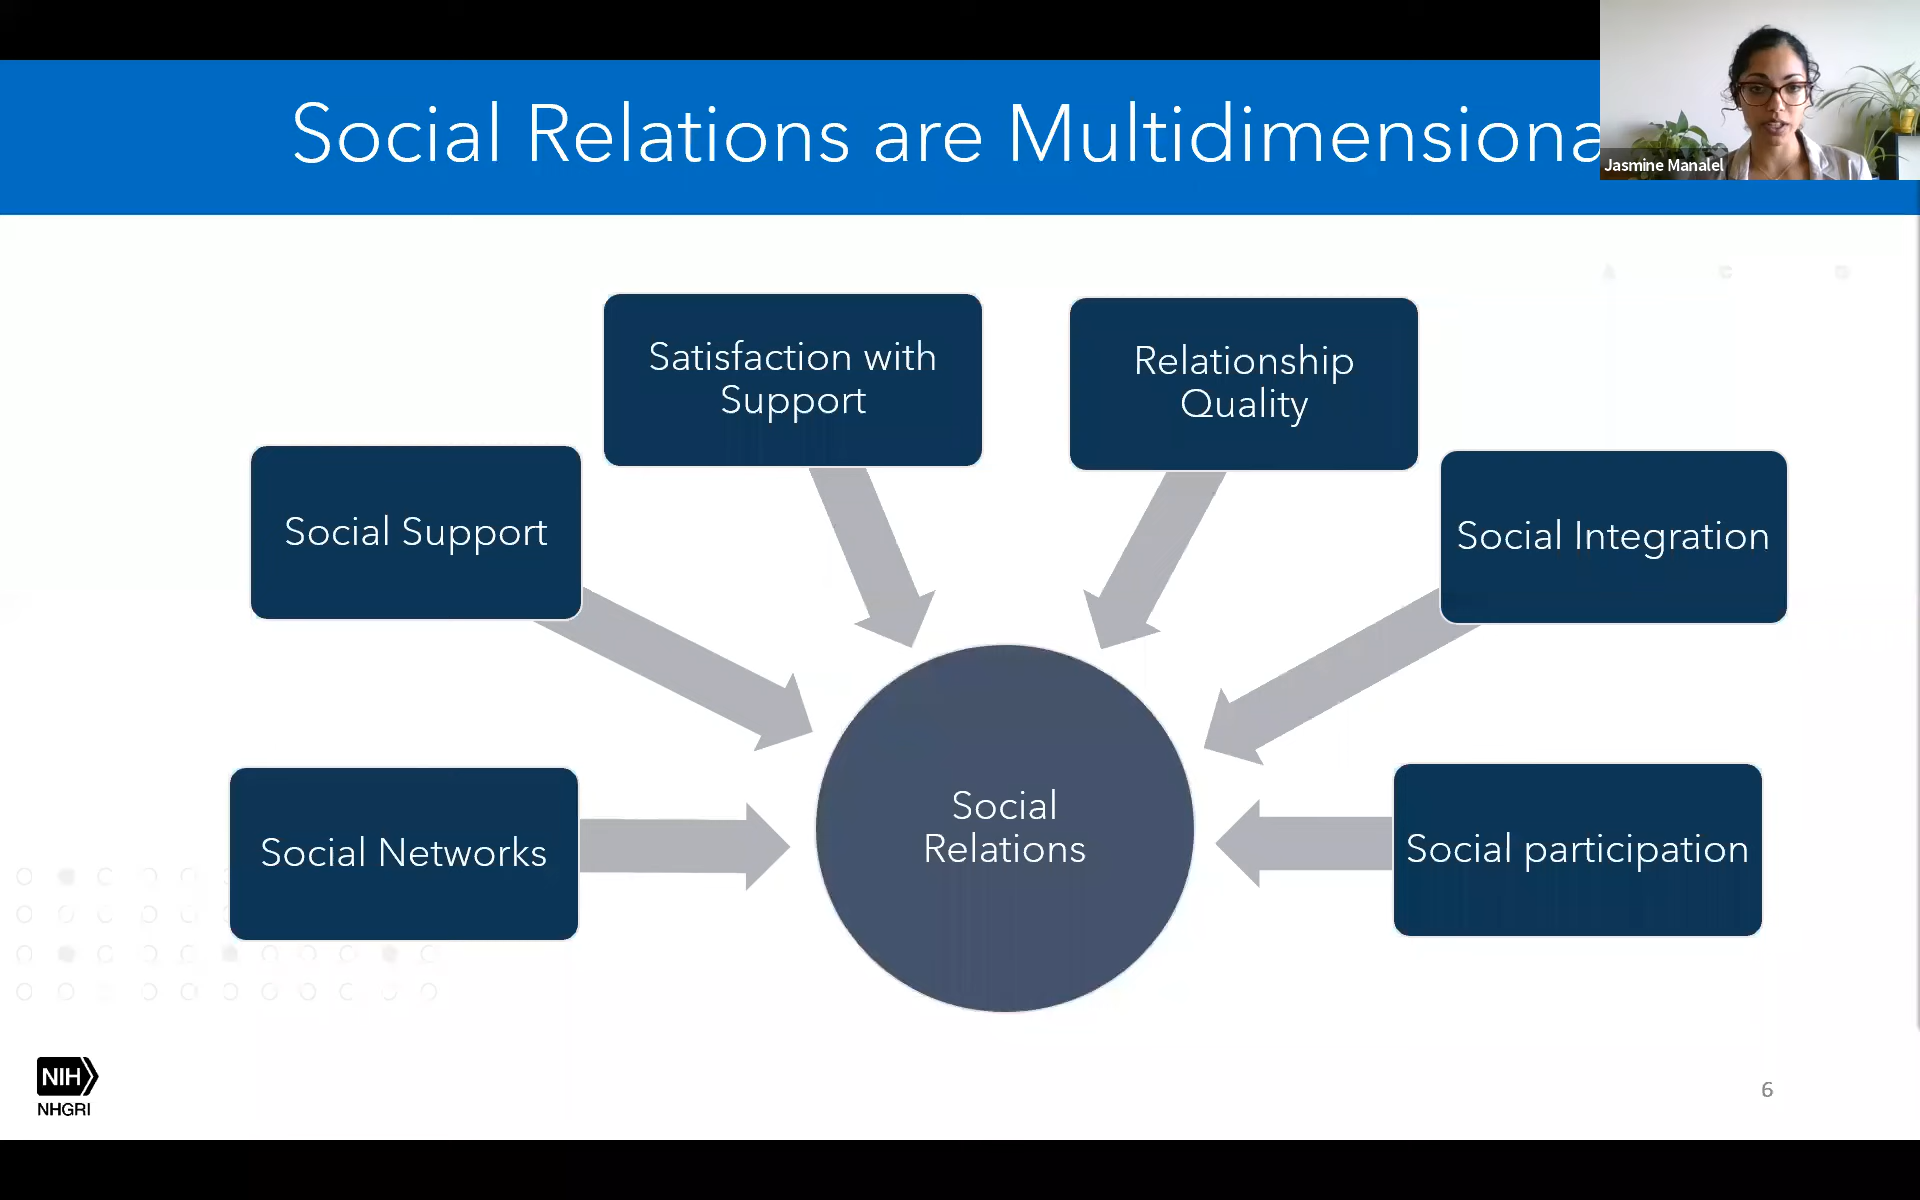 Social Relations are Multidimensiona
Jasmine Manalel
Satisfaction with
Support
Relationship
Quality
Social Support
Social Integration
Social Networks
Social
Relations
Social participation
NIH
NHGRI
6